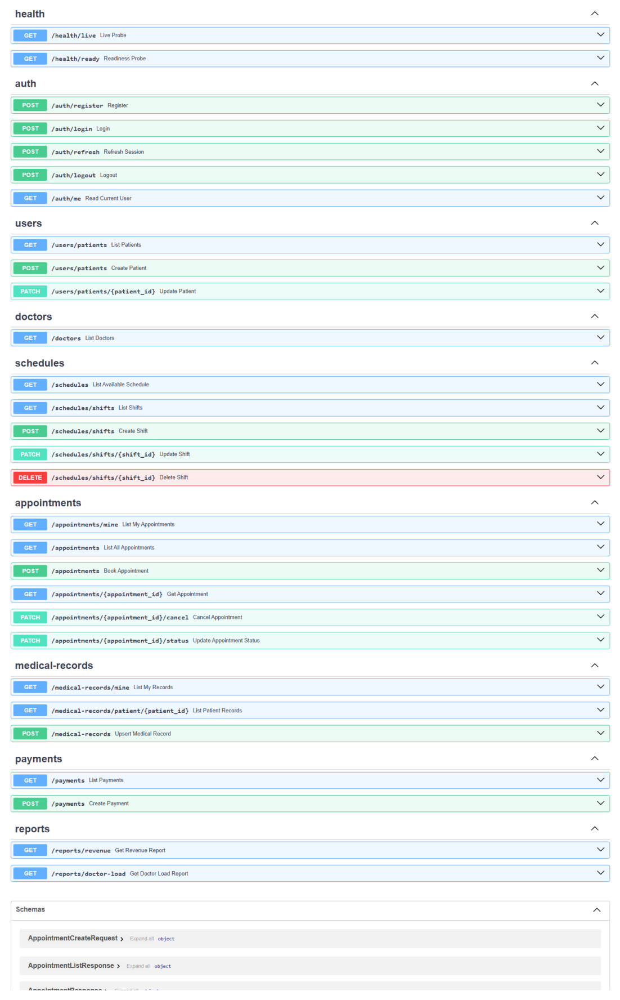 health
GET /health/live Live Probe
GET /health/ready Readiness Probe
auth
POST /auth/register Register
POST /auth/login Login
POST /auth/refresh Refresh Session
POST /auth/logout Logout
GET /auth/me Read Current User
users
GET /users/patients List Patients
POST /users/patients Create Patient
PATCH /users/patients/{patient_id} Update Patient
doctors
GET /doctors List Doctors
schedules
GET /schedules List Available Schedule
GET /schedules/shifts List Shifts
POST /schedules/shifts Create Shift
PATCH /schedules/shifts/{shift_id} Update Shift
DELETE /schedules/shifts/{shift_id} Delete Shift
appointments
GET /appointments/mine List My Appointments
GET /appointments List All Appointments
POST /appointments Book Appointment
GET /appointments/{appointment_id} Get Appointment
PATCH /appointments/{appointment_id}/cancel Cancel Appointment
PATCH /appointments/{appointment_id}/status Update Appointment Status
medical-records
GET /medical-records/mine List My Records
GET /medical-records/patient/{patient_id} List Patient Records
POST /medical-records Upsert Medical Record
payments
GET /payments List Payments
POST /payments Create Payment
reports
GET /reports/revenue Get Revenue Report
GET /reports/doctor-load Get Doctor Load Report
Schemas
AppointmentCreateRequest Expand all object
AppointmentListResponse Expand all object
AppointmentResponse Expand all object